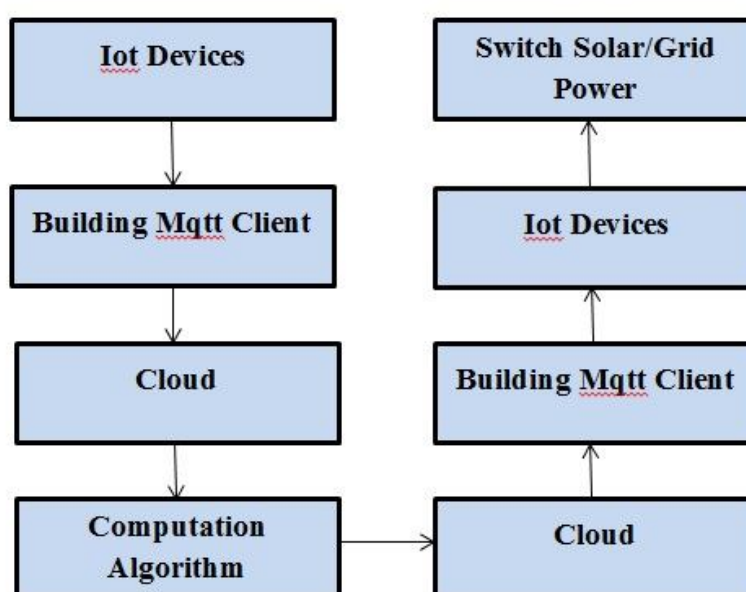 Iot Devices
Building Mqtt Client
Cloud
Computation
Algorithm
Switch Solar/Grid
Power
Iot Devices
Building Mqtt Client
Cloud